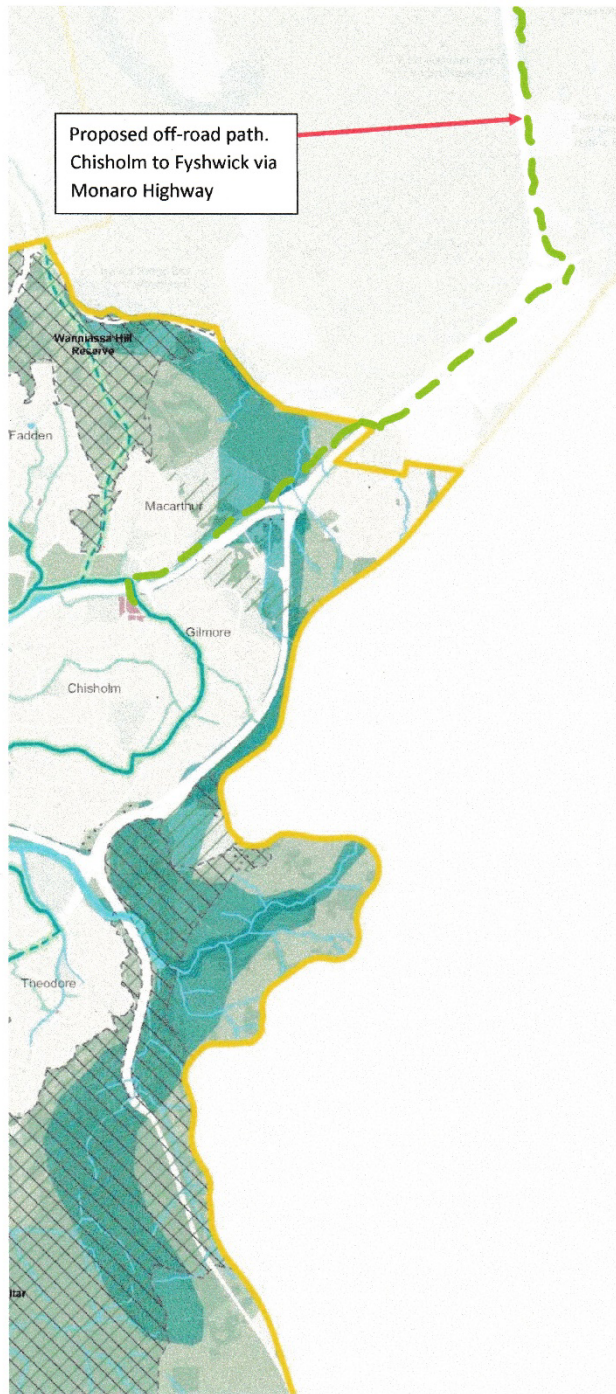 Proposed off-road path.
Chisholm to Fyshwick via
Monaro Highway
Wanniassa Hill
Reserve
Fadden
Macarthur
Gilmore
Chisholm
Theodore